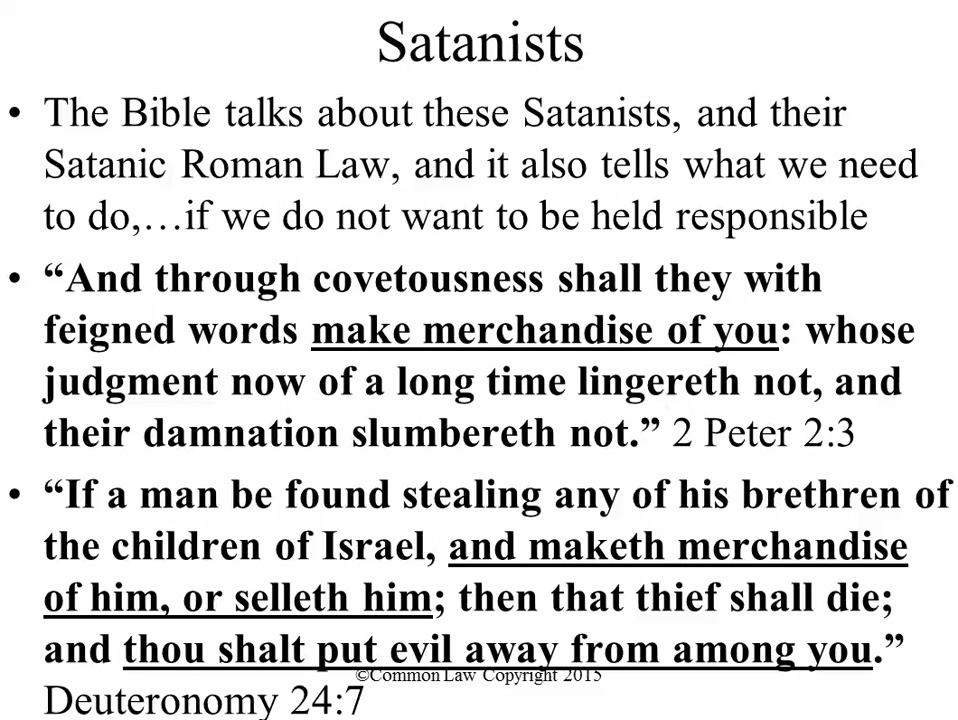 Satanists
• The Bible talks about these Satanists, and their
Satanic Roman Law, and it also tells what we need
to do,…if we do not want to be held responsible
• “And through covetousness shall they with
feigned words make merchandise of you: whose
judgment now of a long time lingereth not, and
their damnation slumbereth not.” 2 Peter 2:3
• “If a man be found stealing any of his brethren of
the children of Israel, and maketh merchandise
of him, or selleth him; then that thief shall die;
and thou shalt put evil away from among you.”
©Common Law Copyright 2015
Deuteronomy 24:7